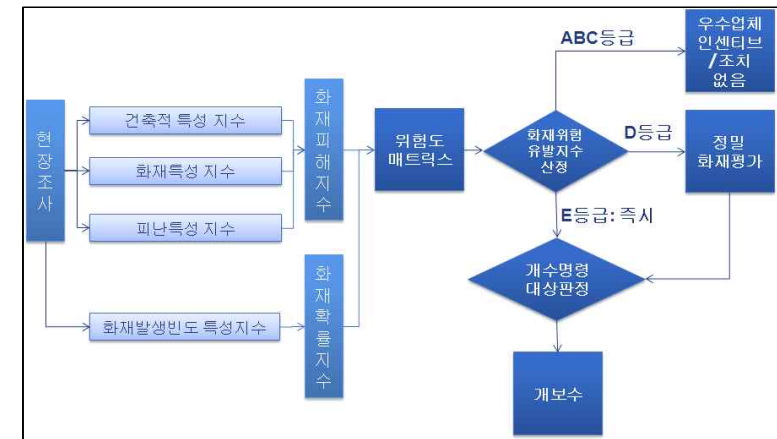 현장조사
건축적 특성 지수
화재특성 지수
피난특성 지수
화재발생빈도 특성지수
화재피해지수
화재확률지수
위험도
매트릭스
화재위험
유발지수
산정
ABC등급
우수업체
인센티브
/조치
없음
D등급
정밀
화재평가
E등급: 즉시
개수명령
대상판정
개보수